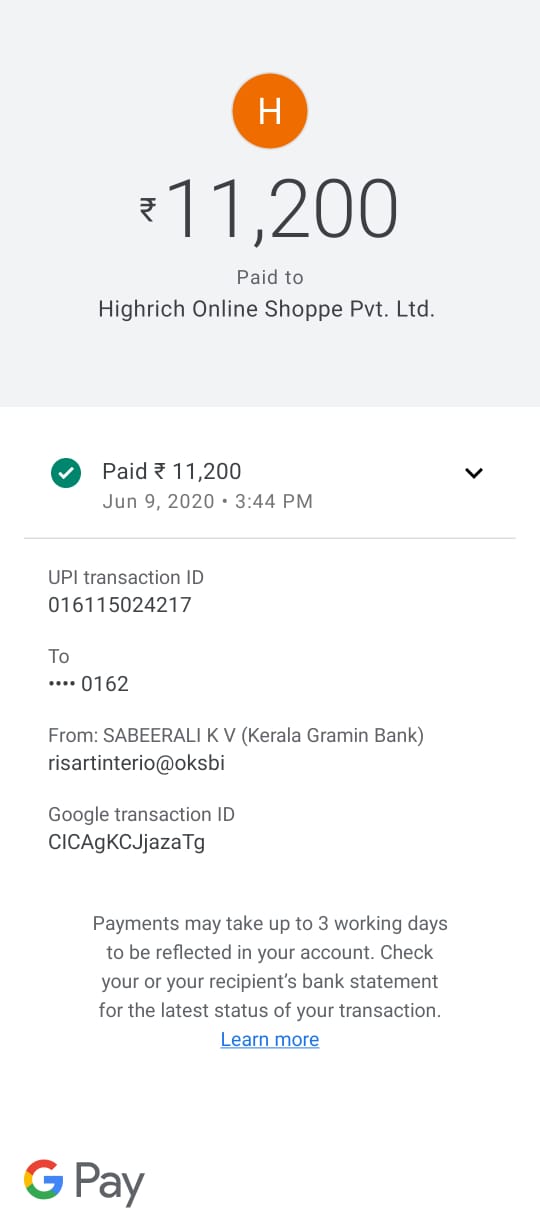 H
₹11,200
Paid to
Highrich Online Shoppe Pvt. Ltd.
Paid ₹ 11,200
Jun 9, 2020 • 3:44 PM
UPI transaction ID
016115024217
To
•••• 0162
From: SABEERALI K V (Kerala Gramin Bank)
risartinterio@oksbi
Google transaction ID
CICAgKCJjazaTg
Payments may take up to 3 working days
to be reflected in your account. Check
your or your recipient’s bank statement
for the latest status of your transaction.
Learn more
G Pay